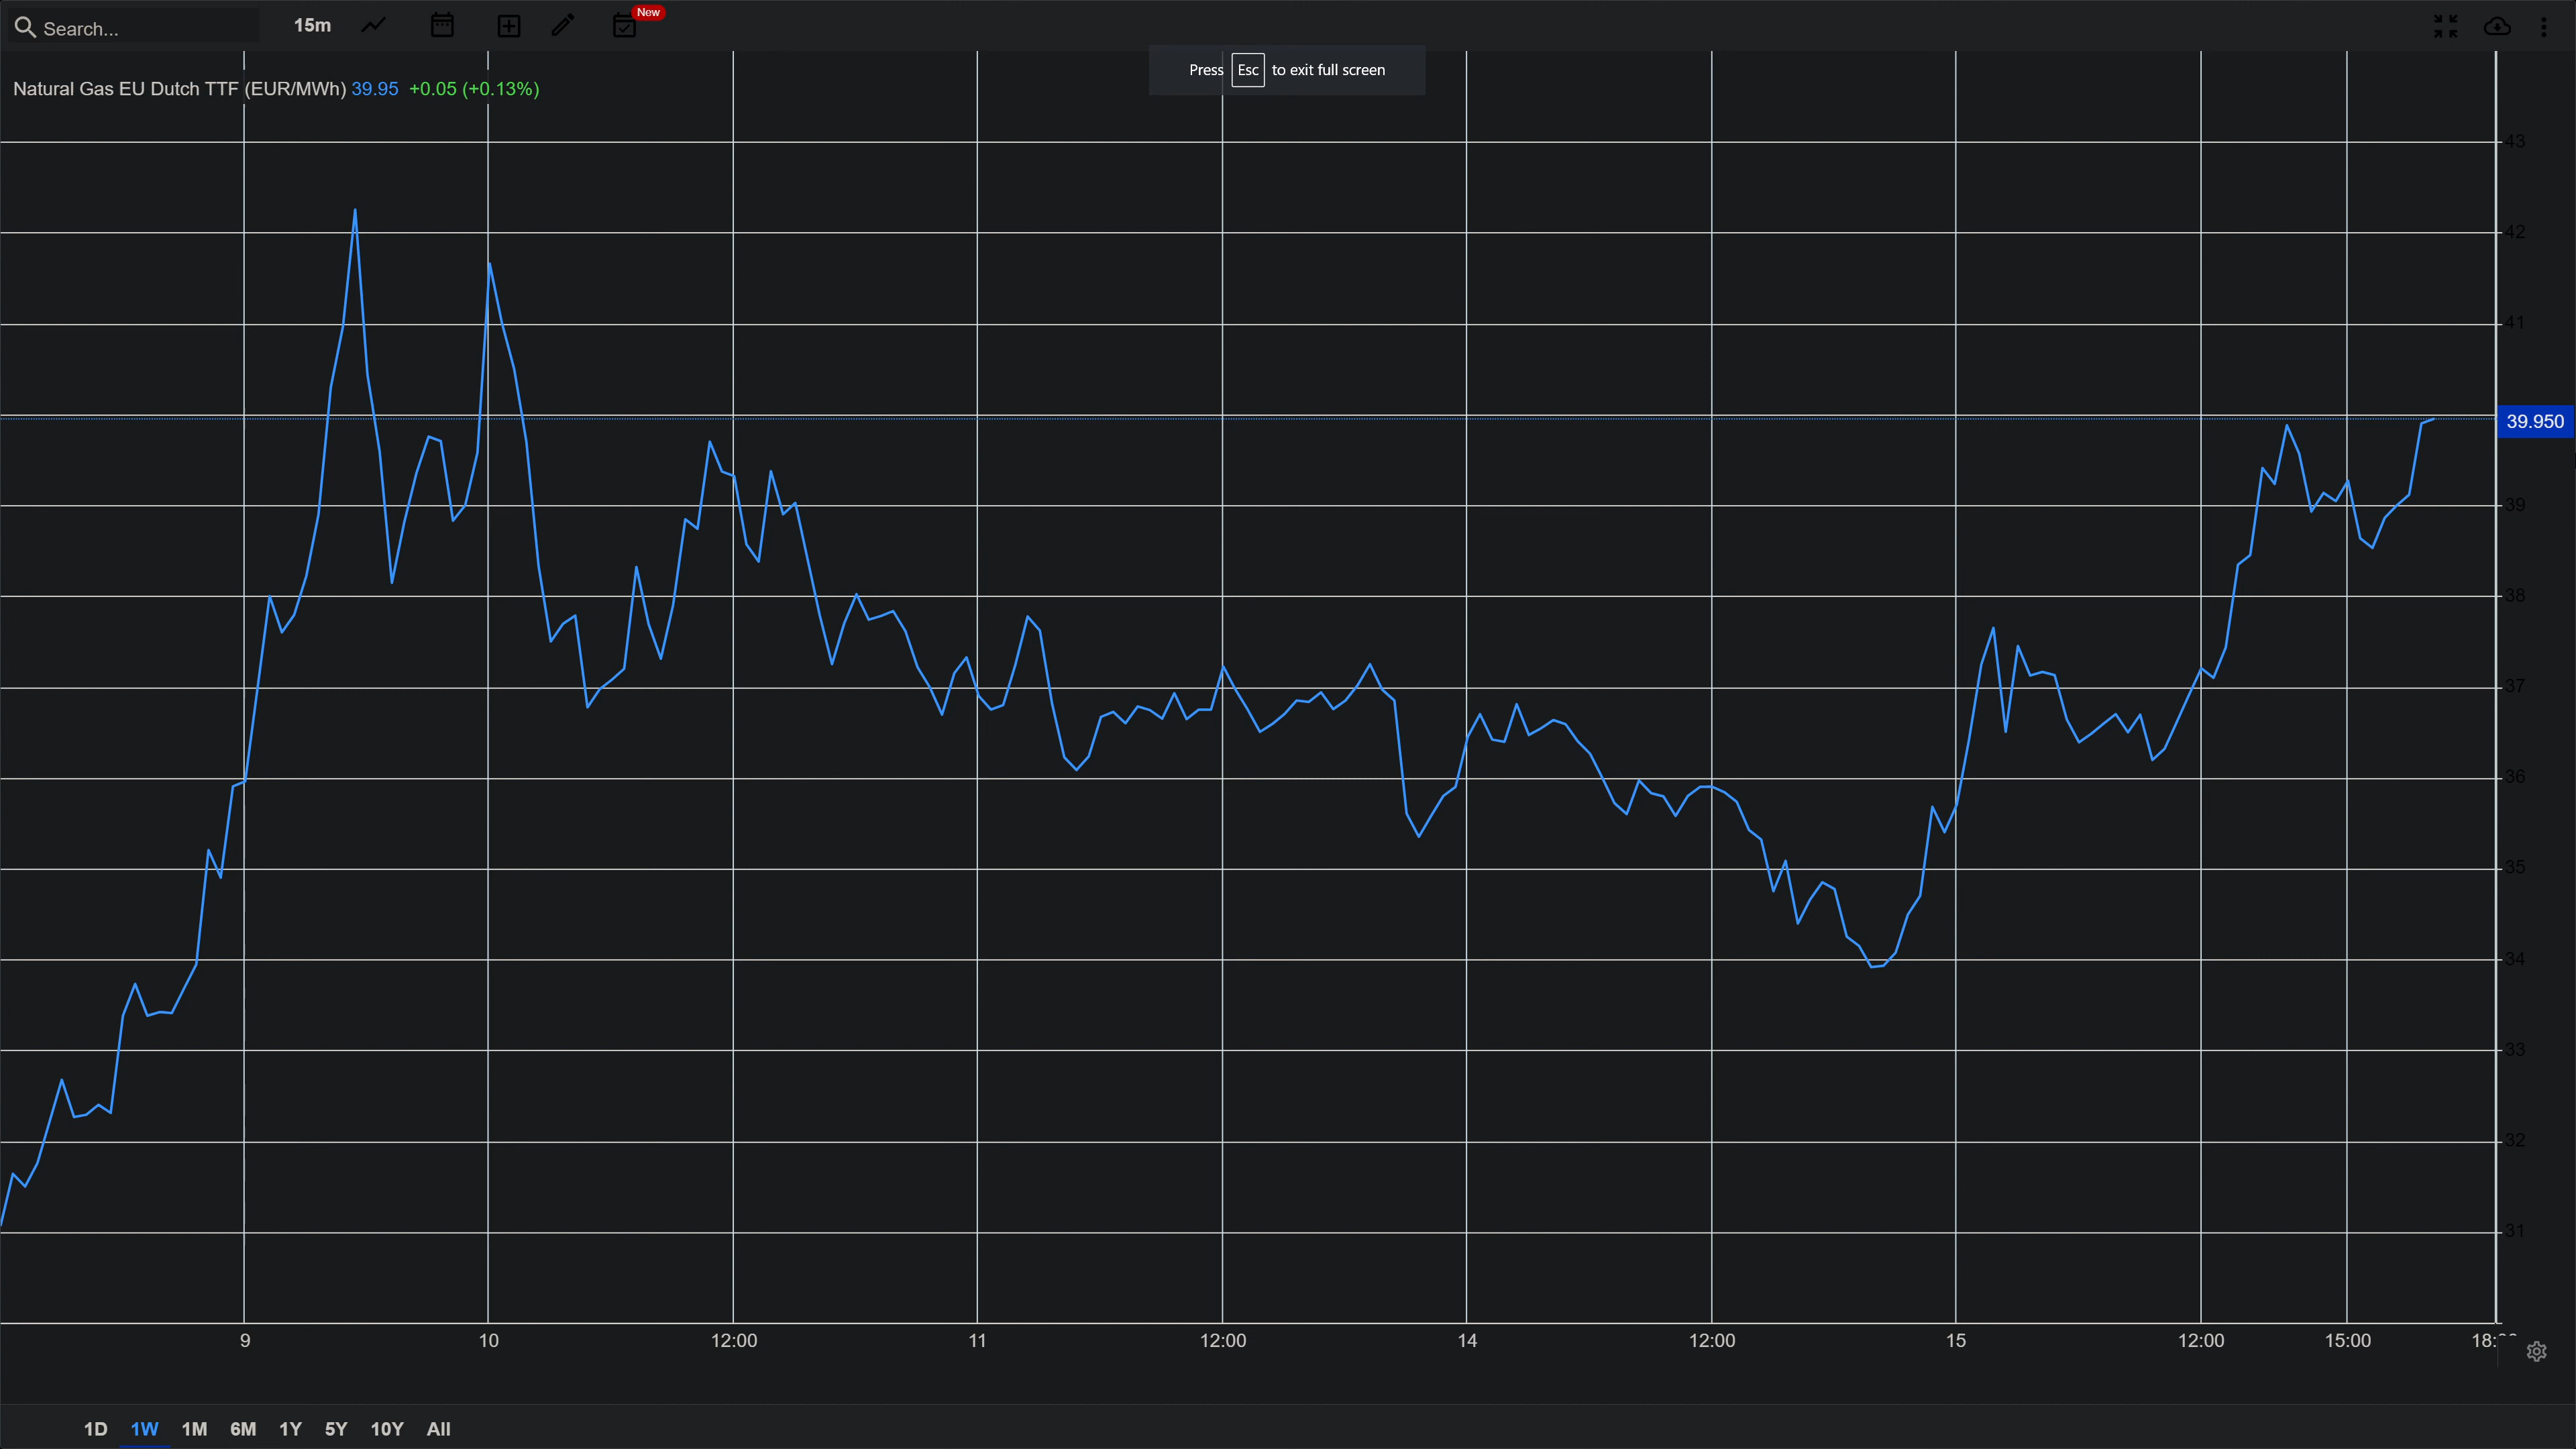 Search...
15m
New
Press Esc to exit full screen
Natural Gas EU Dutch TTF (EUR/MWh) 39.95 +0.05 (+0.13%)
43
42
41
39.950
39
38
37
36
35
34
33
32
31
9 10 12:00 11 12:00 14 12:00 15 12:00 15:00
1D 1W 1M 6M 1Y 5Y 10Y All